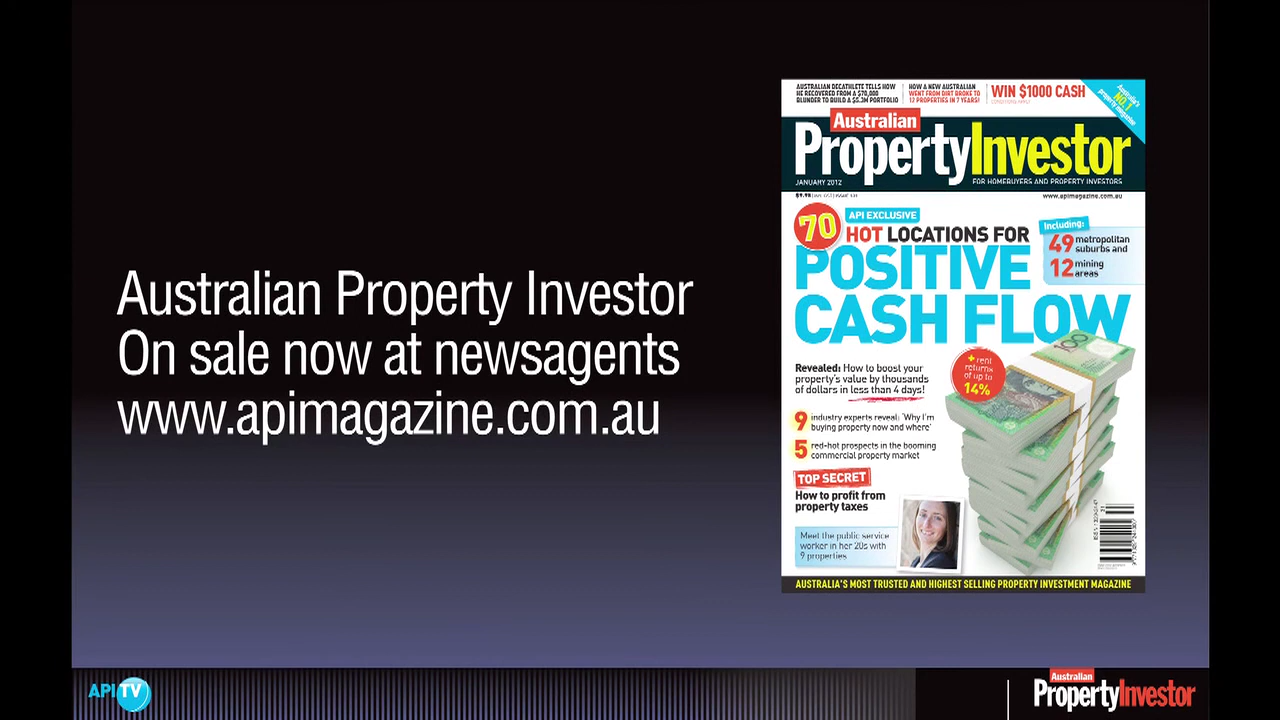 Australian Property Investor
On sale now at newsagents
www.apimagazine.com.au
AUSTRALIAN DECATHLETE TELLS HOW
HE RECOVERED FROM A $70,000
BLUNDER TO BUILD A $5.3M PORTFOLIO
HOW A NEW AUSTRALIAN
WENT FROM DIRT BROKE TO
12 PROPERTIES IN 7 YEARS!
WIN $1000 CASH
Australia's
NO.1
property magazine
Australian
PropertyInvestor
JANUARY 2012
FOR HOMEBUYERS AND PROPERTY INVESTORS
$9.95
www.apimagazine.com.au
70
API EXCLUSIVE
HOT LOCATIONS FOR
POSITIVE
CASH FLOW
Including:
49 metropolitan
suburbs and
12 mining
areas
+ rent
returns
of up to
14%
100
Revealed: How to boost your
property's value by thousands
of dollars in less than 4 days!
9 industry experts reveal: 'Why I'm
buying property now and where'
5 red-hot prospects in the booming
commercial property market
TOP SECRET
How to profit from
property taxes
Meet the public service
worker in her 20s with
9 properties
AUSTRALIA'S MOST TRUSTED AND HIGHEST SELLING PROPERTY INVESTMENT MAGAZINE
API TV
Australian
PropertyInvestor